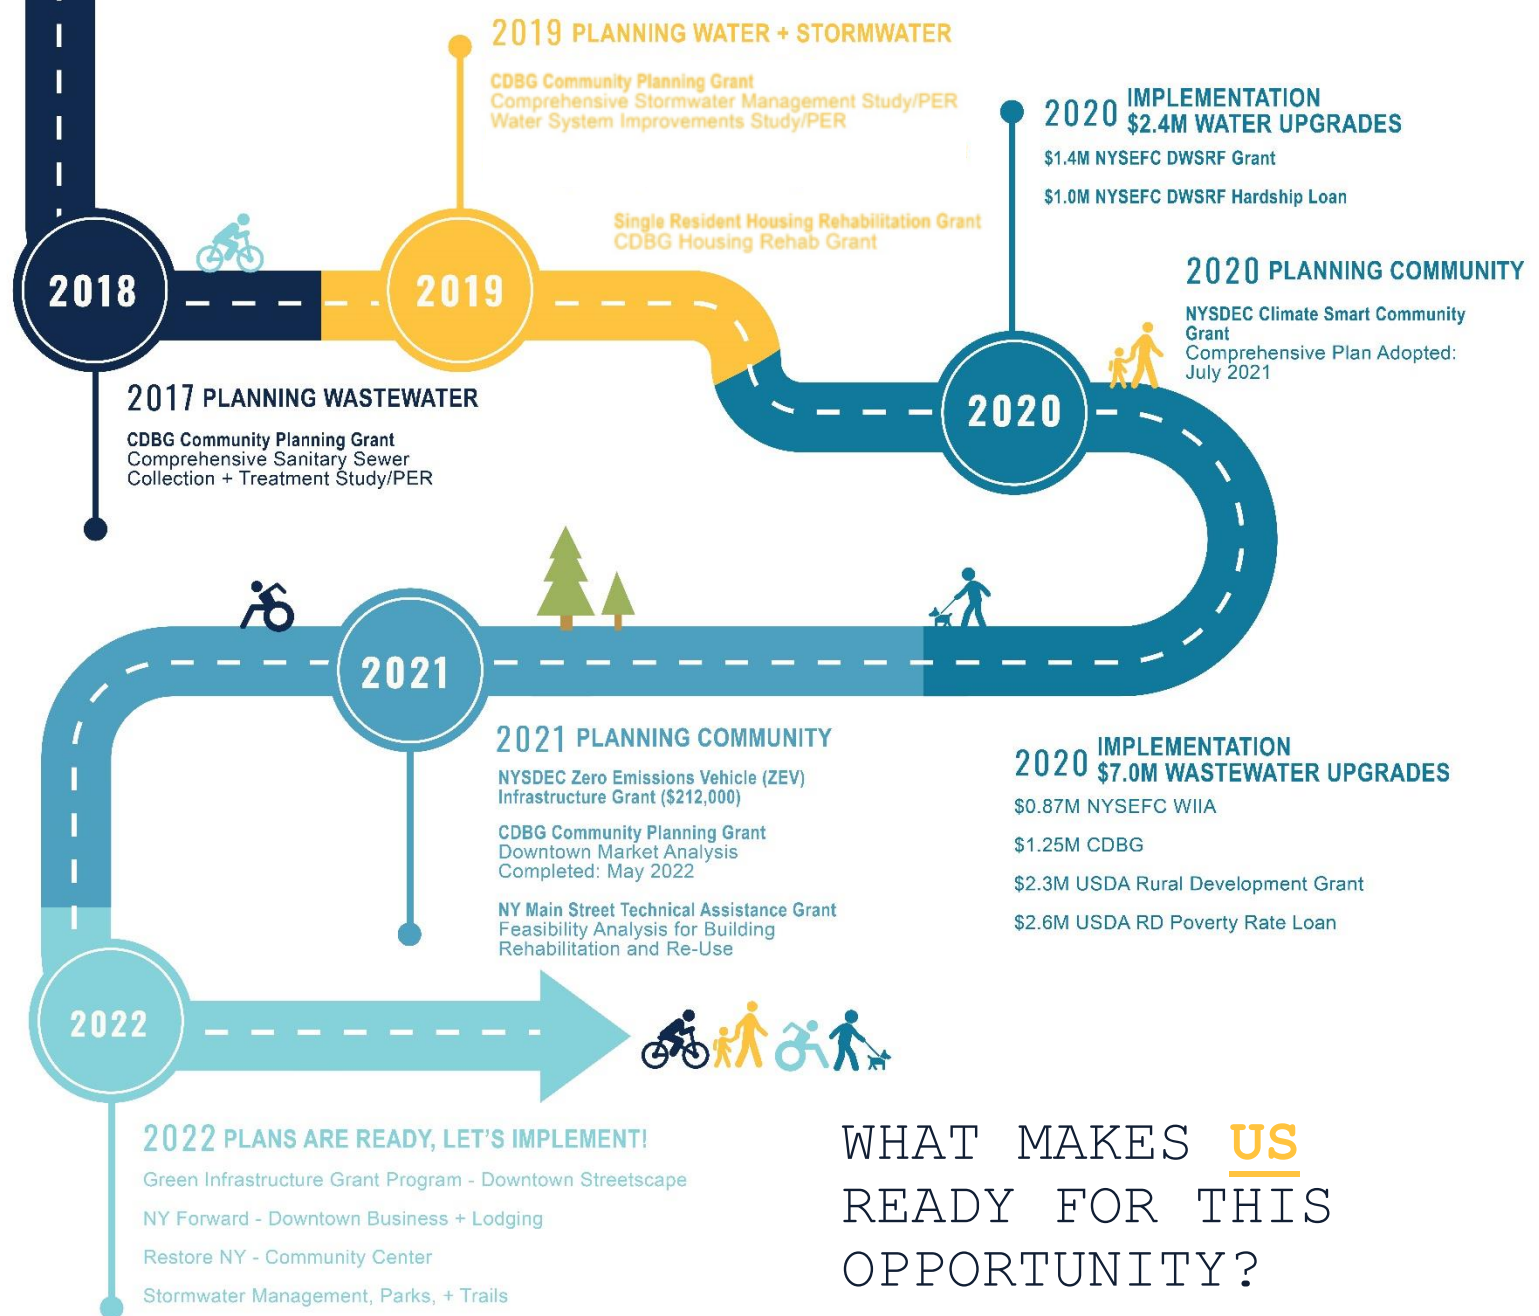 2019 PLANNING WATER + STORMWATER
CDBG Community Planning Grant
Comprehensive Stormwater Management Study/PER
Water System Improvements Study/PER
Single Resident Housing Rehabilitation Grant
CDBG Housing Rehab Grant
2020 IMPLEMENTATION
$2.4M WATER UPGRADES
$1.4M NYSEFC DWSRF Grant
$1.0M NYSEFC DWSRF Hardship Loan
2018
2019
2020 PLANNING COMMUNITY
NYSDEC Climate Smart Community
Grant
Comprehensive Plan Adopted:
July 2021
2020
2017 PLANNING WASTEWATER
CDBG Community Planning Grant
Comprehensive Sanitary Sewer
Collection + Treatment Study/PER
2021
2021 PLANNING COMMUNITY
NYSDEC Zero Emissions Vehicle (ZEV)
Infrastructure Grant ($212,000)
CDBG Community Planning Grant
Downtown Market Analysis
Completed: May 2022
NY Main Street Technical Assistance Grant
Feasibility Analysis for Building
Rehabilitation and Re-Use
2020 IMPLEMENTATION
$7.0M WASTEWATER UPGRADES
$0.87M NYSEFC WIIA
$1.25M CDBG
$2.3M USDA Rural Development Grant
$2.6M USDA RD Poverty Rate Loan
2022
2022 PLANS ARE READY, LET'S IMPLEMENT!
Green Infrastructure Grant Program - Downtown Streetscape
NY Forward - Downtown Business + Lodging
Restore NY - Community Center
Stormwater Management, Parks, + Trails
WHAT MAKES US
READY FOR THIS
OPPORTUNITY?